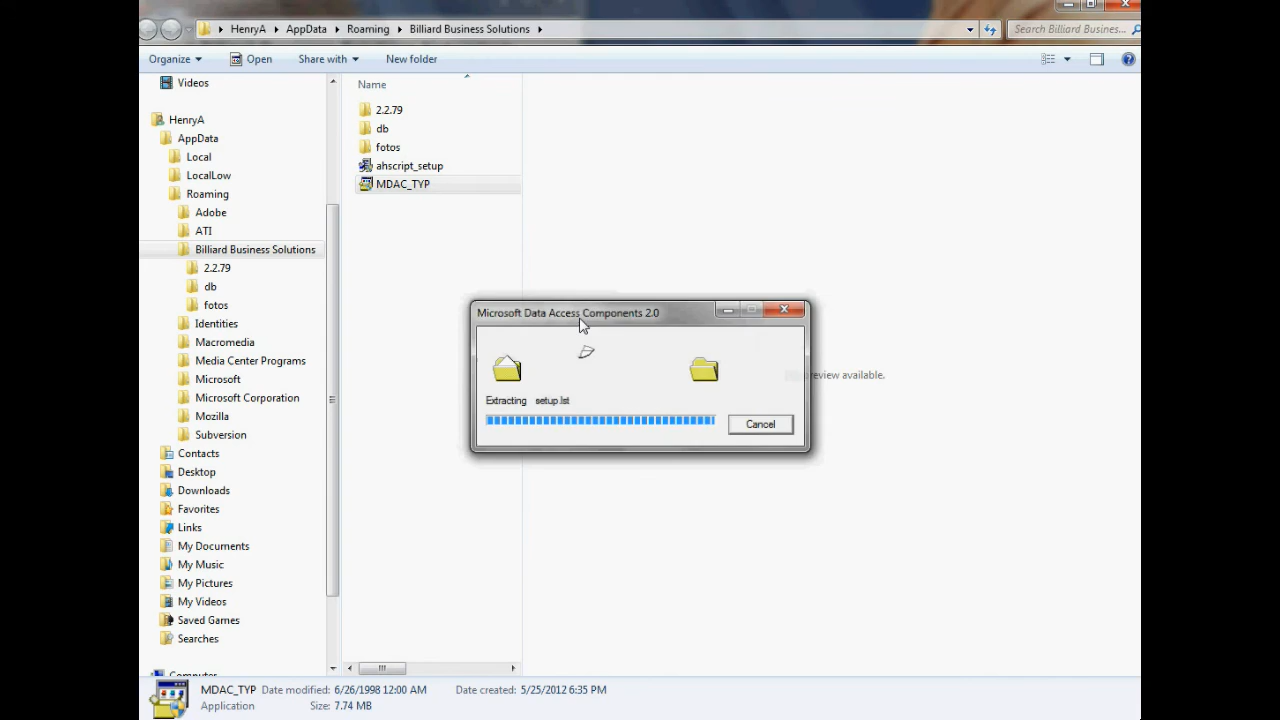 HenryA AppData Roaming Billiard Business Solutions
Search Billiard Busines...
Organize Open Share with New folder
Videos
HenryA
AppData
Local
LocalLow
Roaming
Adobe
ATI
Billiard Business Solutions
2.2.79
db
fotos
Identities
Macromedia
Media Center Programs
Microsoft
Microsoft Corporation
Mozilla
Subversion
Contacts
Desktop
Downloads
Favorites
Links
My Documents
My Music
My Pictures
My Videos
Saved Games
Searches
Computer
Name
2.2.79
db
fotos
ahscript_setup
MDAC_TYP
Microsoft Data Access Components 2.0
Extracting setup.lst
Cancel
preview available.
MDAC_TYP Date modified: 6/26/1998 12:00 AM Date created: 5/25/2012 6:35 PM
Application Size: 7.74 MB